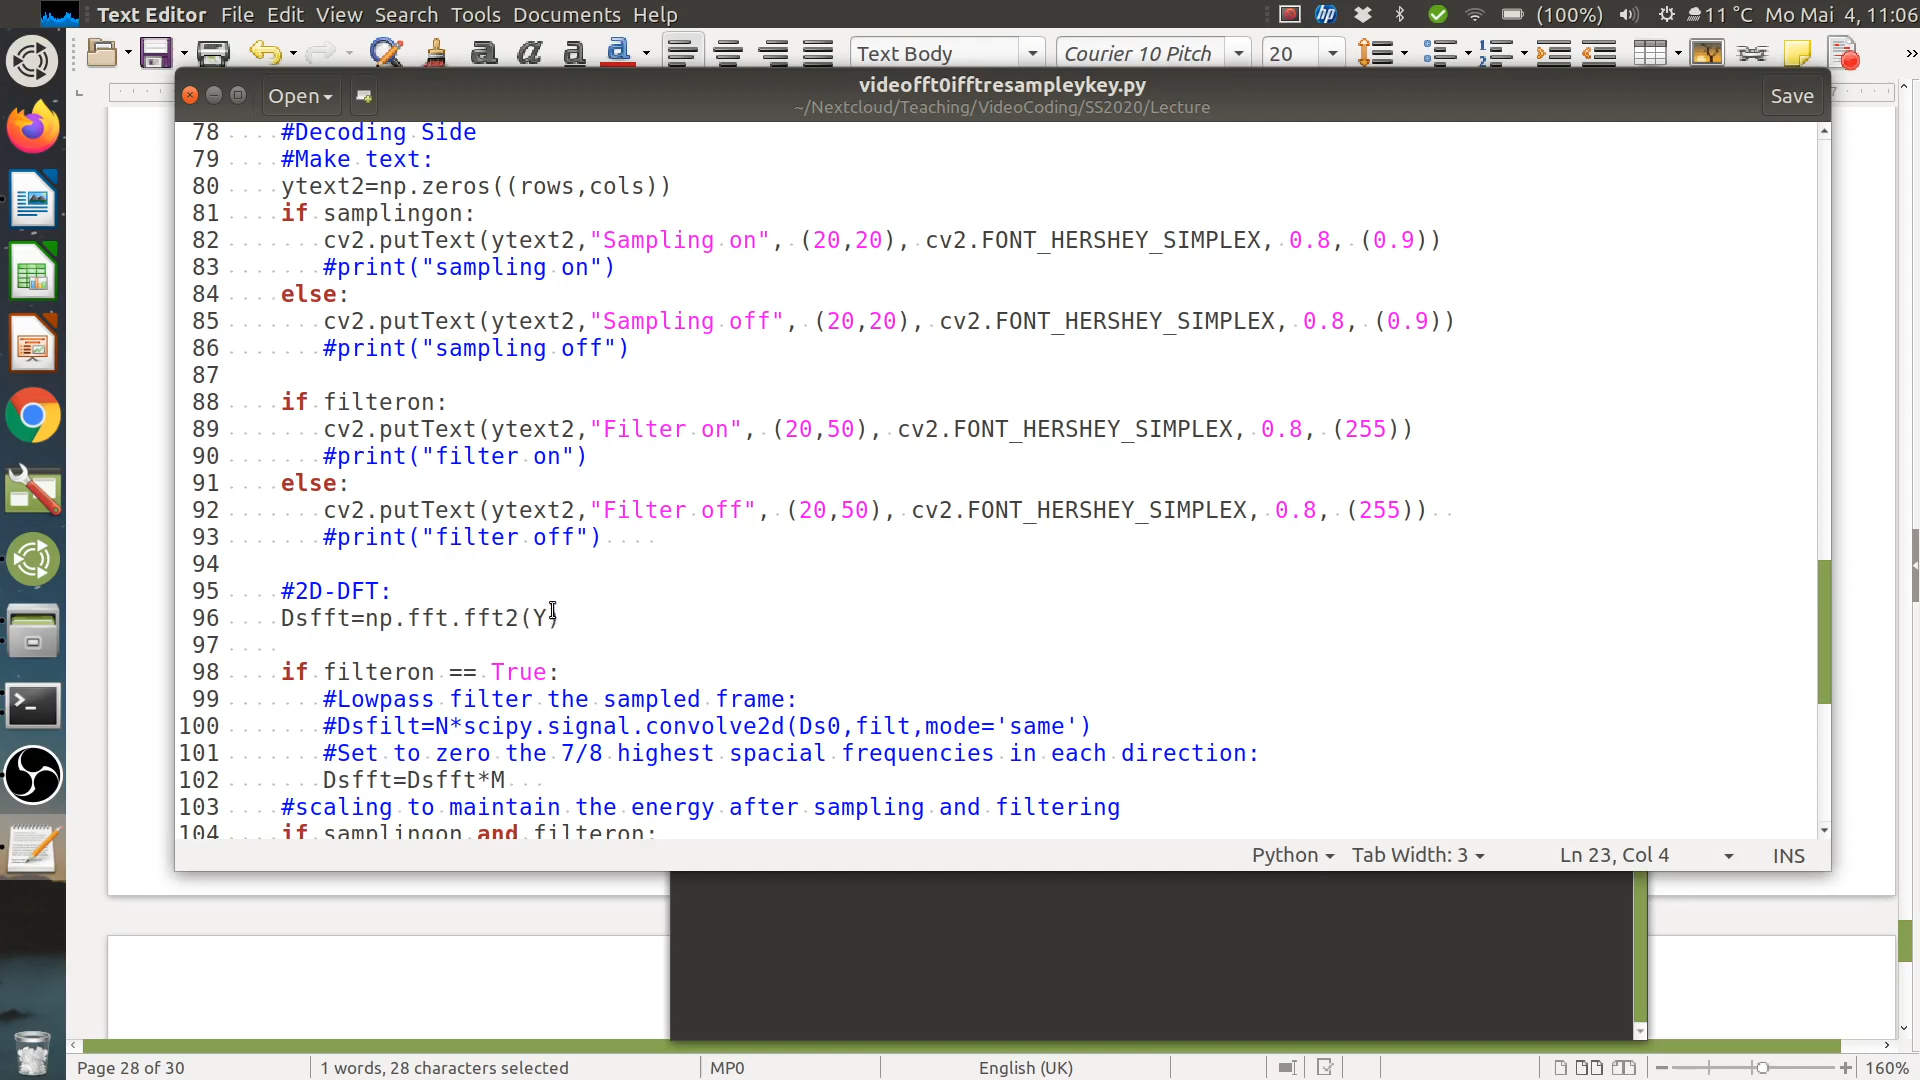 Text Editor File Edit View Search Tools Documents Help
(100%) 11 °C Mo Mai 4, 11:06
Text Body Courier 10 Pitch 20
Open videofft0ifftresampleykey.py Save
~/Nextcloud/Teaching/VideoCoding/SS2020/Lecture
78 #Decoding Side
79 #Make text:
80 ytext2=np.zeros((rows,cols))
81 if samplingon:
82 cv2.putText(ytext2,"Sampling on", (20,20), cv2.FONT_HERSHEY_SIMPLEX, 0.8, (0.9))
83 #print("sampling on")
84 else:
85 cv2.putText(ytext2,"Sampling off", (20,20), cv2.FONT_HERSHEY_SIMPLEX, 0.8, (0.9))
86 #print("sampling off")
87
88 if filteron:
89 cv2.putText(ytext2,"Filter on", (20,50), cv2.FONT_HERSHEY_SIMPLEX, 0.8, (255))
90 #print("filter on")
91 else:
92 cv2.putText(ytext2,"Filter off", (20,50), cv2.FONT_HERSHEY_SIMPLEX, 0.8, (255))
93 #print("filter off")
94
95 #2D-DFT:
96 Dsfft=np.fft.fft2(Y)
97
98 if filteron == True:
99 #Lowpass filter the sampled frame:
100 #Dsfilt=N*scipy.signal.convolve2d(Ds0,filt,mode='same')
101 #Set to zero the 7/8 highest spacial frequencies in each direction:
102 Dsfft=Dsfft*M
103 #scaling to maintain the energy after sampling and filtering
104 if samplingon and filteron:
Python Tab Width: 3 Ln 23, Col 4 INS
Page 28 of 30 1 words, 28 characters selected MP0 English (UK) 160%